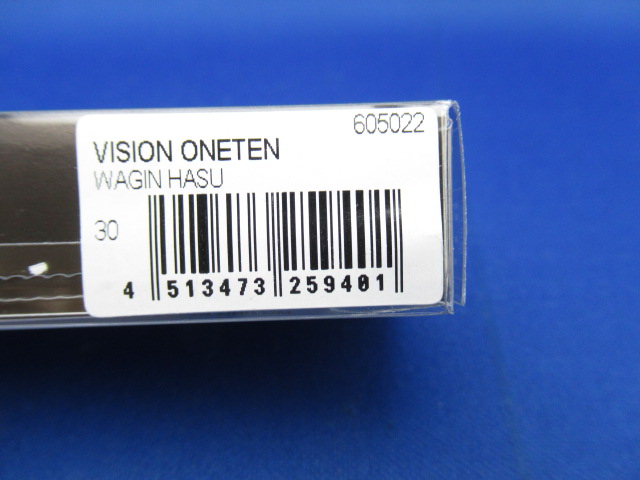 605022
VISION ONETEN
WAGIN HASU
30
4 513473 259401